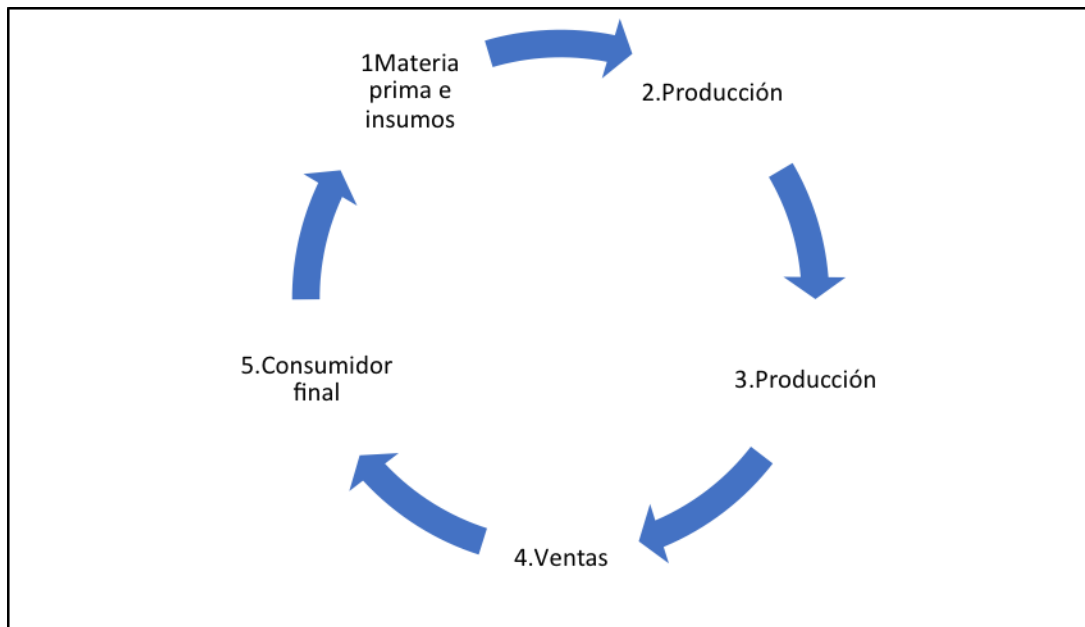 1Materia
prima e
insumos
2.Producción
3.Producción
4.Ventas
5.Consumidor
final